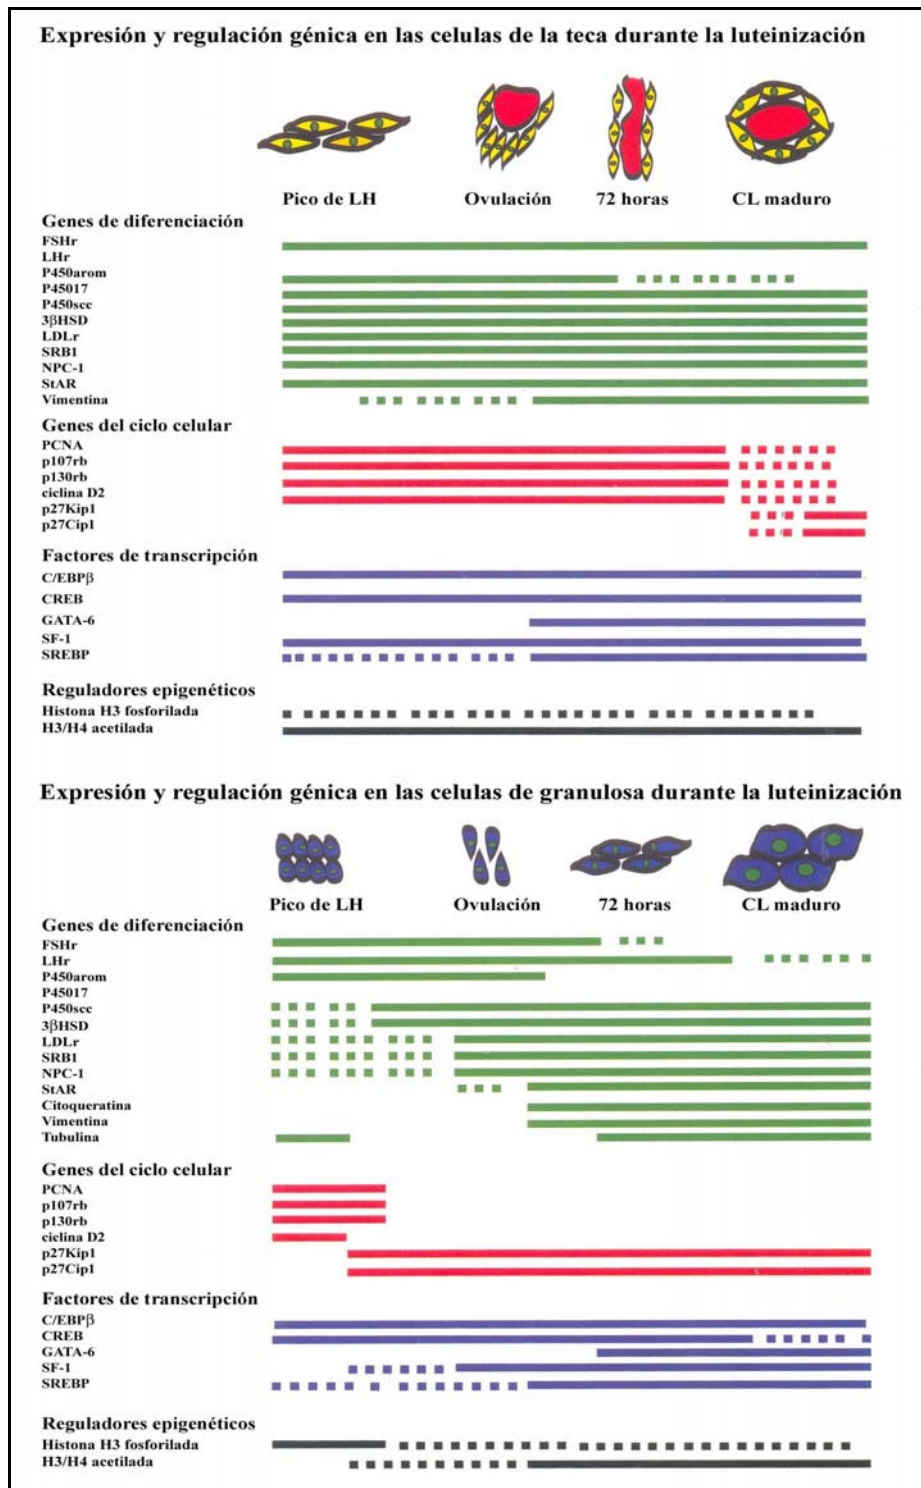 Expresión y regulación génica en las celulas de la teca durante la luteinización
Pico de LH Ovulación 72 horas CL maduro
Genes de diferenciación
FSHr
LHr
P450arom
P45017
P450scc
3βHSD
LDLr
SRB1
NPC-1
StAR
Vimentina
Genes del ciclo celular
PCNA
p107rb
p130rb
ciclina D2
p27Kip1
p27Cip1
Factores de transcripción
C/EBPβ
CREB
GATA-6
SF-1
SREBP
Reguladores epigenéticos
Histona H3 fosforilada
H3/H4 acetilada
Expresión y regulación génica en las celulas de granulosa durante la luteinización
Pico de LH Ovulación 72 horas CL maduro
Genes de diferenciación
FSHr
LHr
P450arom
P45017
P450scc
3βHSD
LDLr
SRB1
NPC-1
StAR
Citoqueratina
Vimentina
Tubulina
Genes del ciclo celular
PCNA
p107rb
p130rb
ciclina D2
p27Kip1
p27Cip1
Factores de transcripción
C/EBPβ
CREB
GATA-6
SF-1
SREBP
Reguladores epigenéticos
Histona H3 fosforilada
H3/H4 acetilada